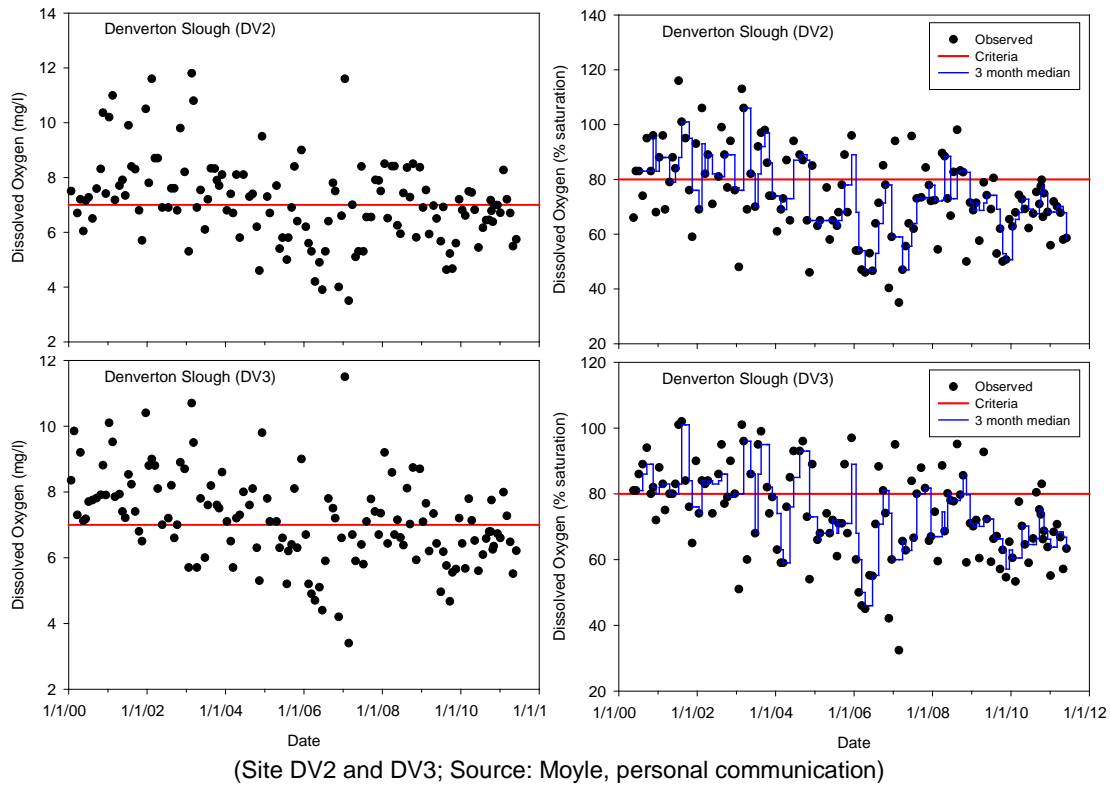 Denverton Slough (DV2)
Dissolved Oxygen (mg/l)
14
12
10
8
6
4
2
Denverton Slough (DV2)
Observed
Criteria
3 month median
Dissolved Oxygen (% saturation)
140
120
100
80
60
40
20
Denverton Slough (DV3)
Dissolved Oxygen (mg/l)
12
10
8
6
4
2
1/1/00 1/1/02 1/1/04 1/1/06 1/1/08 1/1/10 1/1/1
Date
Denverton Slough (DV3)
Observed
Criteria
3 month median
Dissolved Oxygen (% saturation)
120
100
80
60
40
20
1/1/00 1/1/02 1/1/04 1/1/06 1/1/08 1/1/10 1/1/12
Date
(Site DV2 and DV3; Source: Moyle, personal communication)